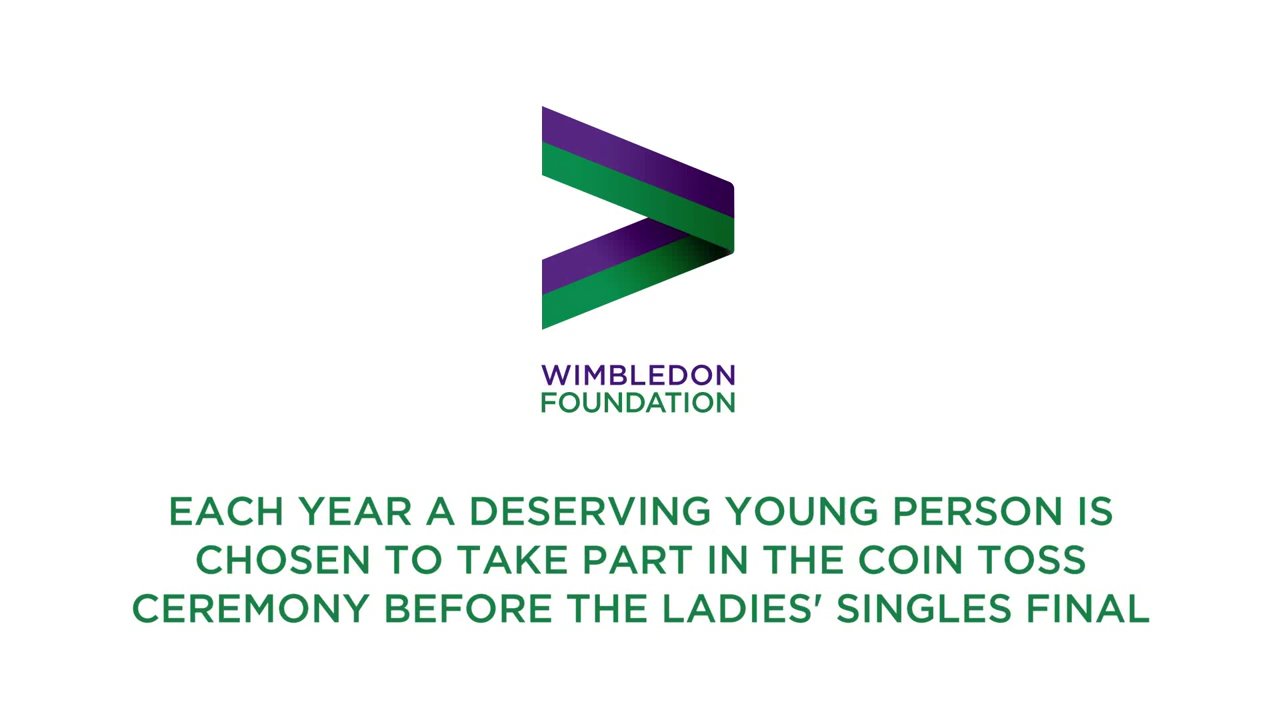 WIMBLEDON
FOUNDATION
EACH YEAR A DESERVING YOUNG PERSON IS
CHOSEN TO TAKE PART IN THE COIN TOSS
CEREMONY BEFORE THE LADIES' SINGLES FINAL